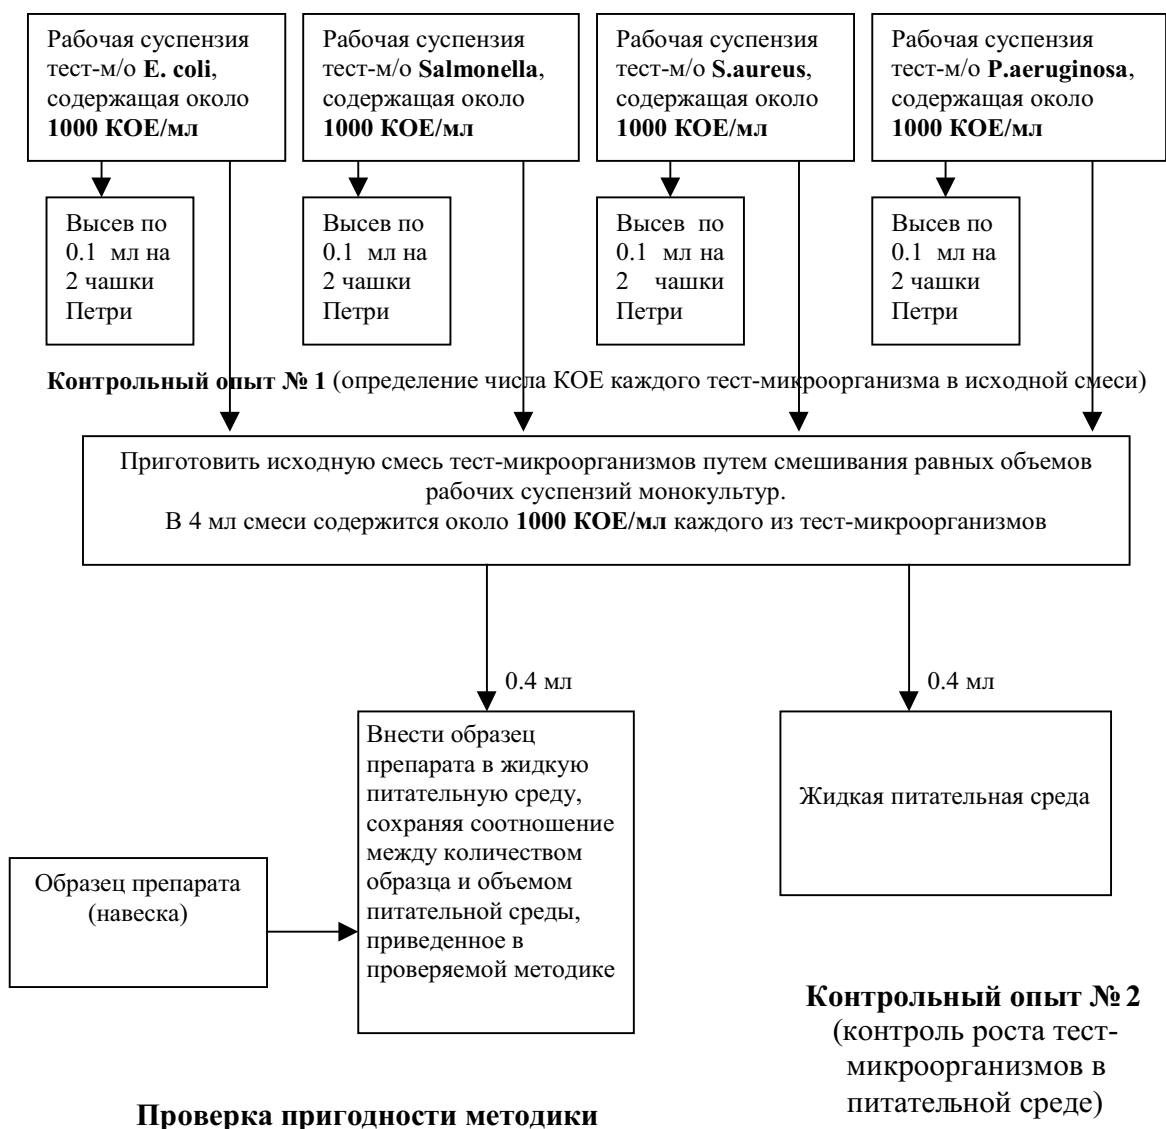 Рабочая суспензия
тест-м/о E. coli,
содержащая около
1000 КОЕ/мл
Рабочая суспензия
тест-м/о Salmonella,
содержащая около
1000 КОЕ/мл
Рабочая суспензия
тест-м/о S.aureus,
содержащая около
1000 КОЕ/мл
Рабочая суспензия
тест-м/о P.aeruginosa,
содержащая около
1000 КОЕ/мл
Высев по
0.1 мл на
2 чашки
Петри
Высев по
0.1 мл на
2 чашки
Петри
Высев по
0.1 мл на
2 чашки
Петри
Высев по
0.1 мл на
2 чашки
Петри
Контрольный опыт № 1 (определение числа КОЕ каждого тест-микроорганизма в исходной смеси)
Приготовить исходную смесь тест-микроорганизмов путем смешивания равных объемов
рабочих суспензий монокультур.
В 4 мл смеси содержится около 1000 КОЕ/мл каждого из тест-микроорганизмов
0.4 мл
0.4 мл
Внести образец
препарата в жидкую
питательную среду,
сохраняя соотношение
между количеством
образца и объемом
питательной среды,
приведенное в
проверяемой методике
Жидкая питательная среда
Образец препарата
(навеска)
Контрольный опыт № 2
(контроль роста тест-
микроорганизмов в
питательной среде)
Проверка пригодности методики